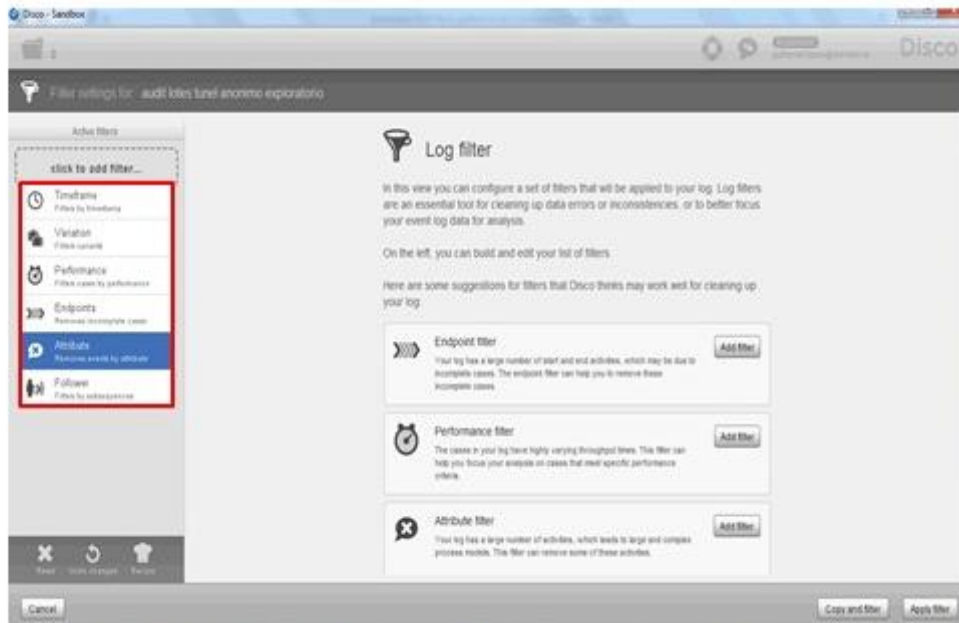 Disco - Sandbox
Disco
Filter settings for: audit lotes tunel anonimo exploratorio
Active filters
click to add filter...
Timeframe
Filters by timeframe
Variation
Filters variants
Performance
Filters cases by performance
Endpoints
Removes incomplete cases
Attribute
Removes events by attribute
Follower
Filters by subsequences
Log filter
In this view you can configure a set of filters that will be applied to your log. Log filters
are an essential tool for cleaning up data errors or inconsistencies, or to better focus
your event log data for analysis.
On the left, you can build and edit your list of filters.
Here are some suggestions for filters that Disco thinks may work well for cleaning up
your log:
Endpoint filter
Add filter
Your log has a large number of start and end activities, which may be due to
incomplete cases. The endpoint filter can help you to remove these
incomplete cases.
Performance filter
Add filter
The cases in your log have highly varying throughput times. This filter can
help you focus your analysis on cases that meet specific performance
criteria.
Attribute filter
Add filter
Your log has a large number of activities, which leads to large and complex
process models. This filter can remove some of these activities.
Reset
Undo changes
Recipe
Cancel
Copy and filter
Apply filter